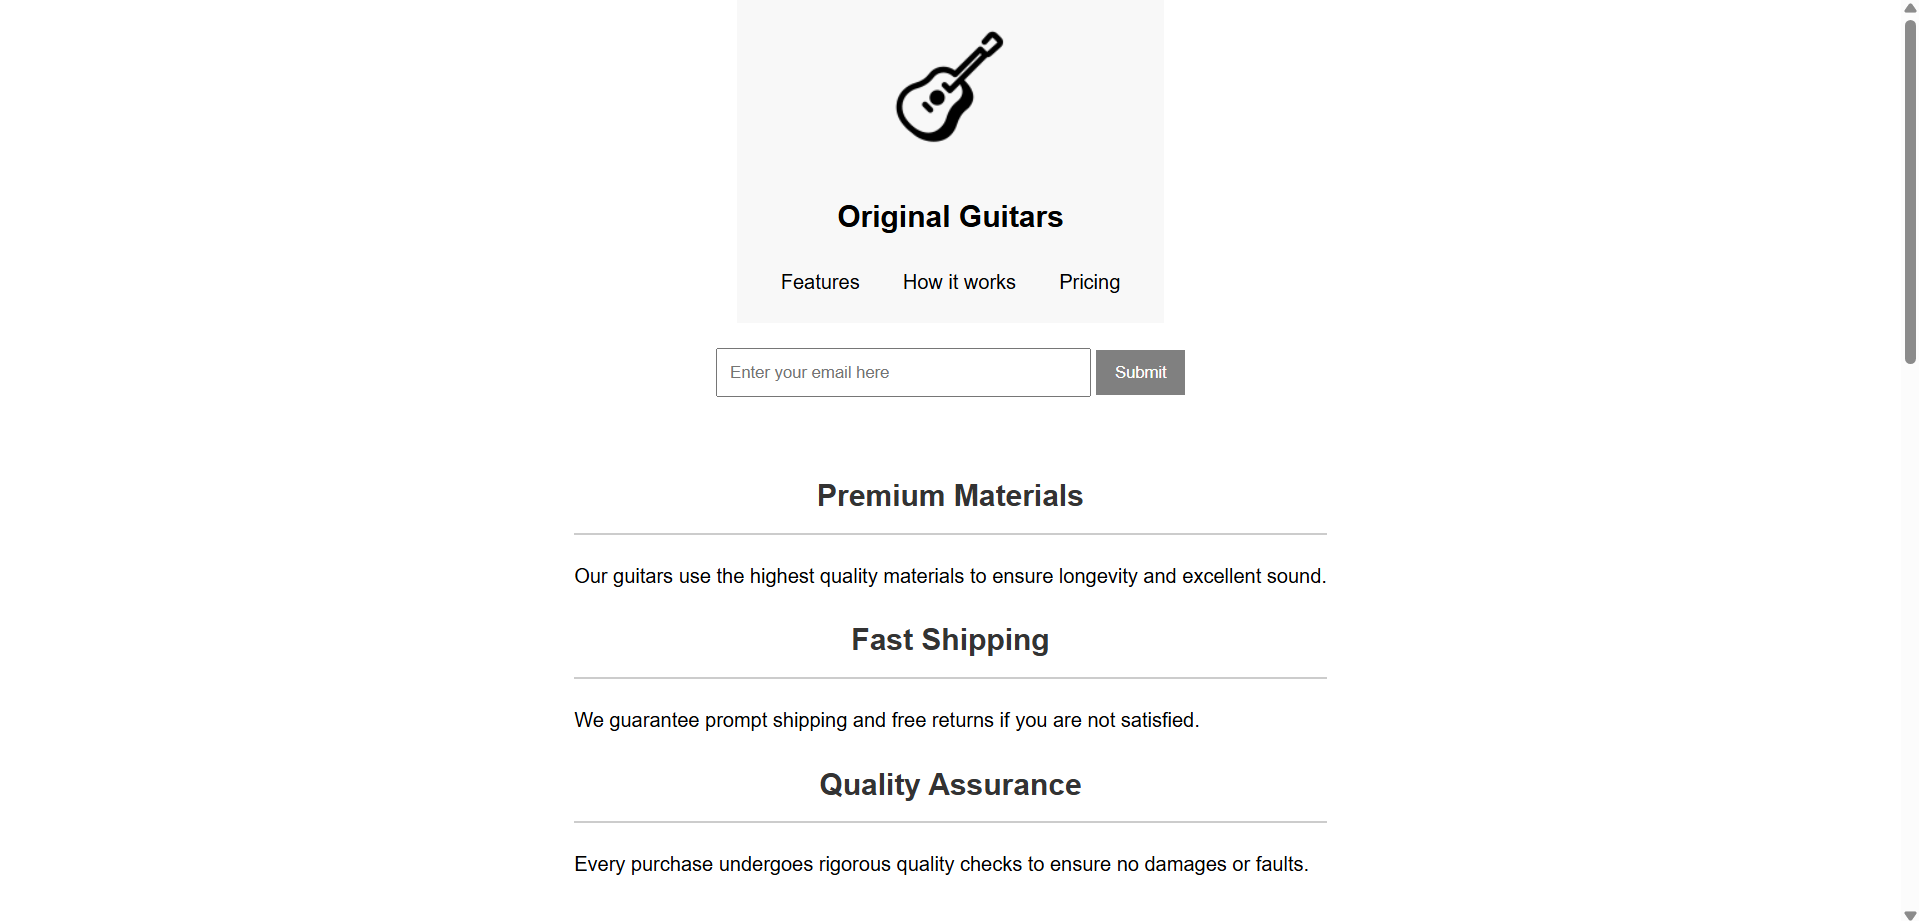 Original Guitars
Features How it works Pricing
Enter your email here Submit
Premium Materials
Our guitars use the highest quality materials to ensure longevity and excellent sound.
Fast Shipping
We guarantee prompt shipping and free returns if you are not satisfied.
Quality Assurance
Every purchase undergoes rigorous quality checks to ensure no damages or faults.